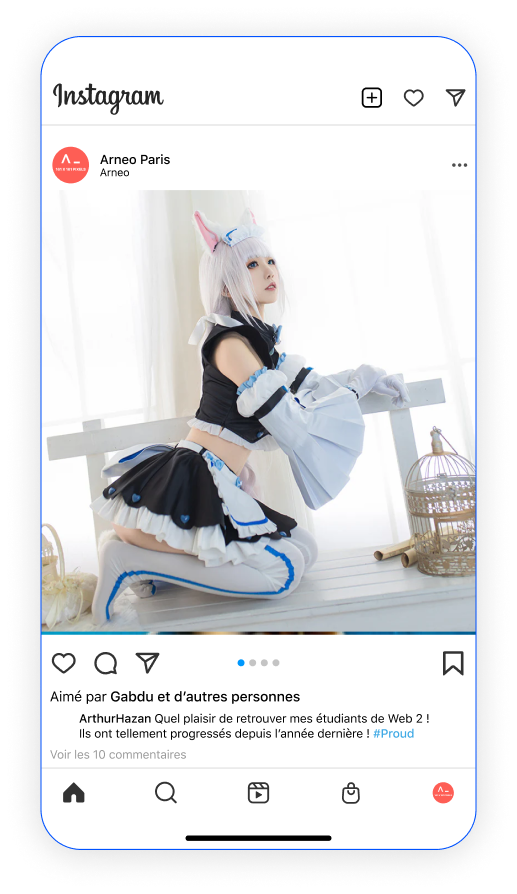 Instagram
Arneo Paris
Arneo
Aimé par Gabdu et d'autres personnes
ArthurHazan Quel plaisir de retrouver mes étudiants de Web 2 !
Ils ont tellement progressés depuis l'année dernière ! #Proud
Voir les 10 commentaires